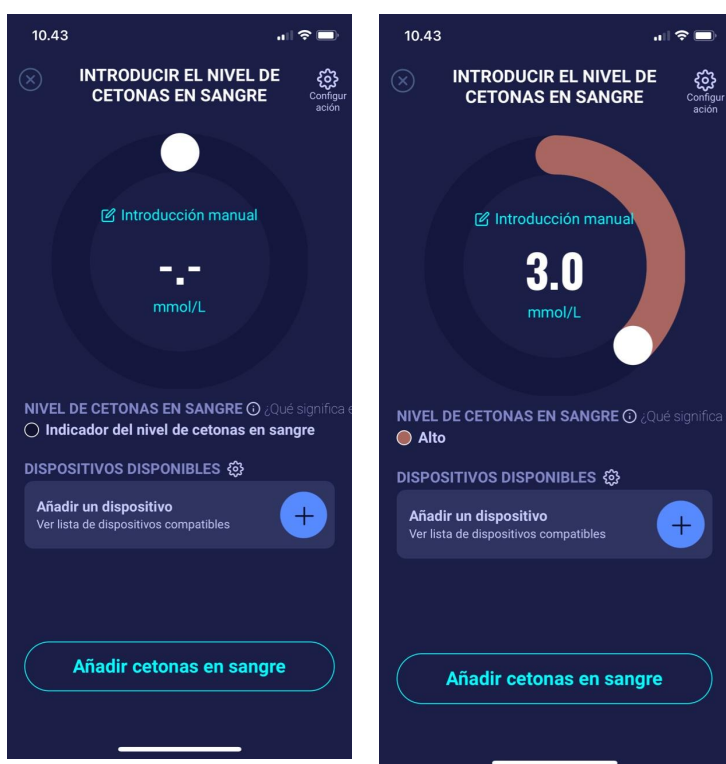 10.43
INTRODUCIR EL NIVEL DE
CETONAS EN SANGRE
Configur
ación
Introducción manual
-.-
mmol/L
NIVEL DE CETONAS EN SANGRE ¿Qué significa e
Indicador del nivel de cetonas en sangre
DISPOSITIVOS DISPONIBLES
Añadir un dispositivo
Ver lista de dispositivos compatibles
Añadir cetonas en sangre
10.43
INTRODUCIR EL NIVEL DE
CETONAS EN SANGRE
Configur
ación
Introducción manual
3.0
mmol/L
NIVEL DE CETONAS EN SANGRE ¿Qué significa
Alto
DISPOSITIVOS DISPONIBLES
Añadir un dispositivo
Ver lista de dispositivos compatibles
Añadir cetonas en sangre